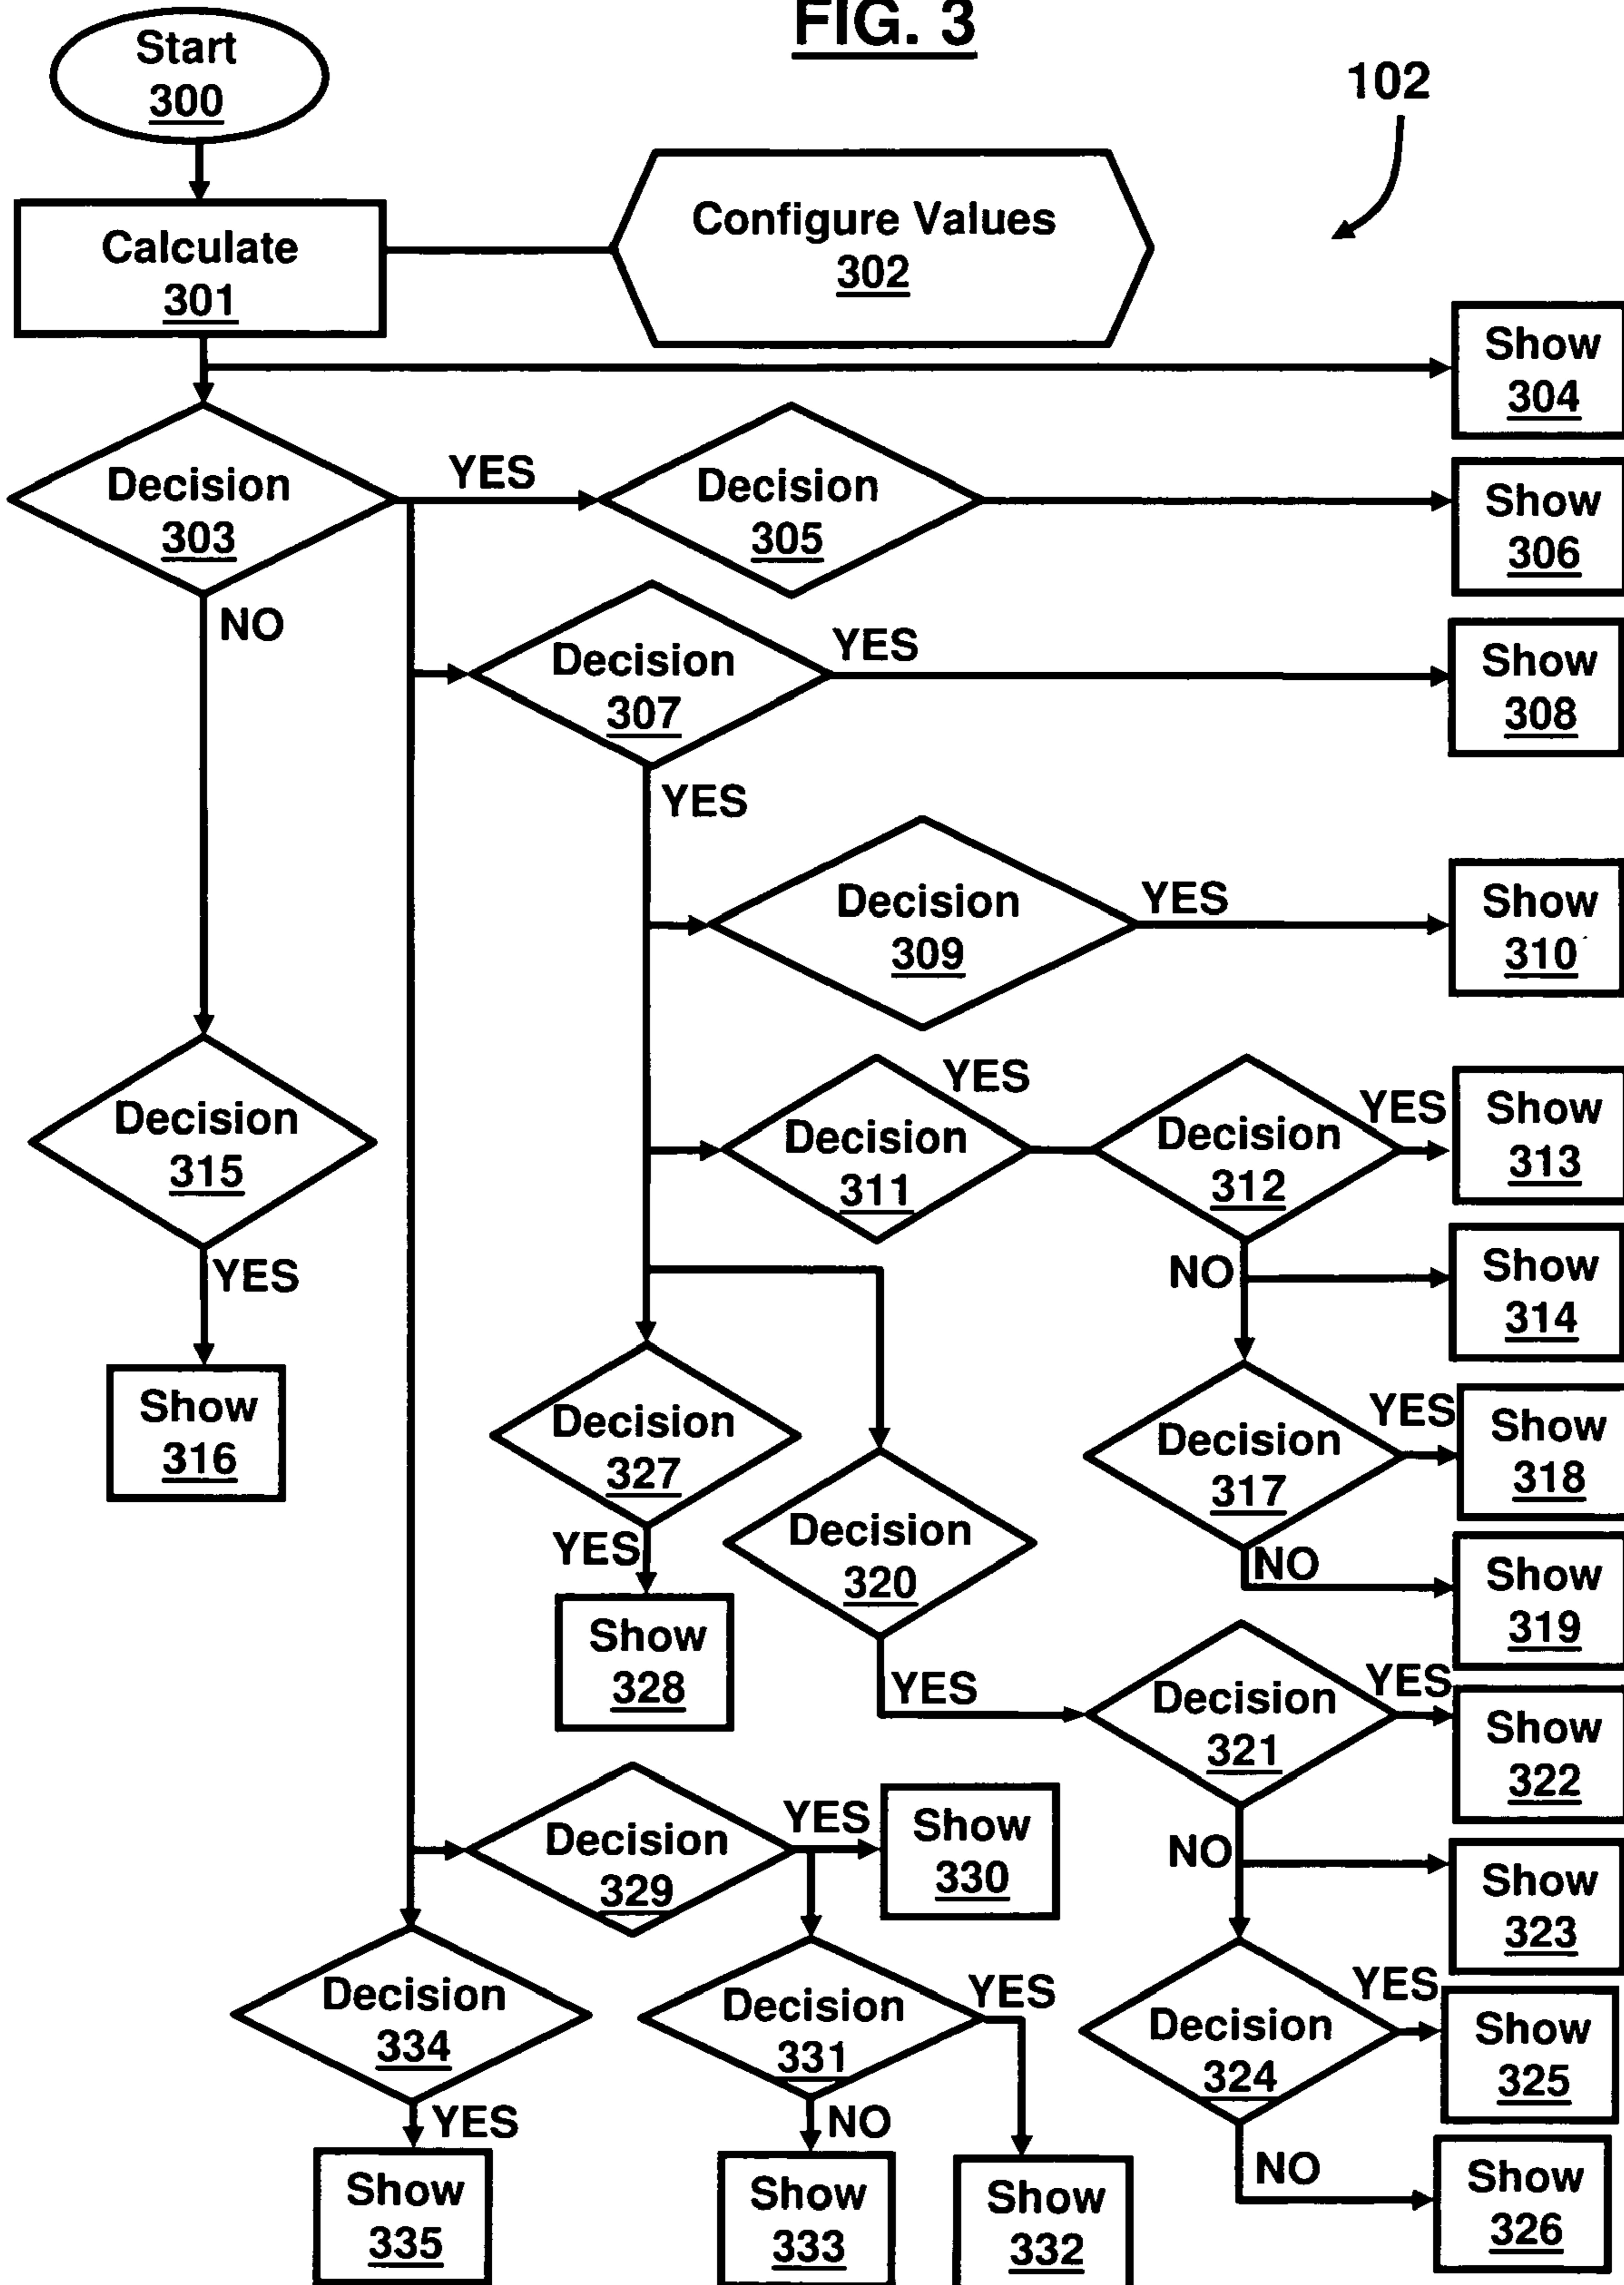 FIG. 3
Start
300
102
Configure Values
302
Calculate
301
Show
304
Decision
303
YES
Decision
305
Show
306
NO
Decision
307
YES
Show
308
YES
Decision
309
YES
Show
310
Decision
311
YES
Decision
312
YES
Show
313
Decision
315
YES
Show
316
NO
Show
314
Decision
317
YES
Show
318
NO
Show
319
Decision
327
YES
Show
328
Decision
320
YES
Decision
321
YES
Show
322
NO
Show
323
Decision
329
YES
Show
330
Decision
324
YES
Show
325
NO
Show
326
Decision
334
YES
Show
335
Decision
331
YES
NO
Show
333
Show
332